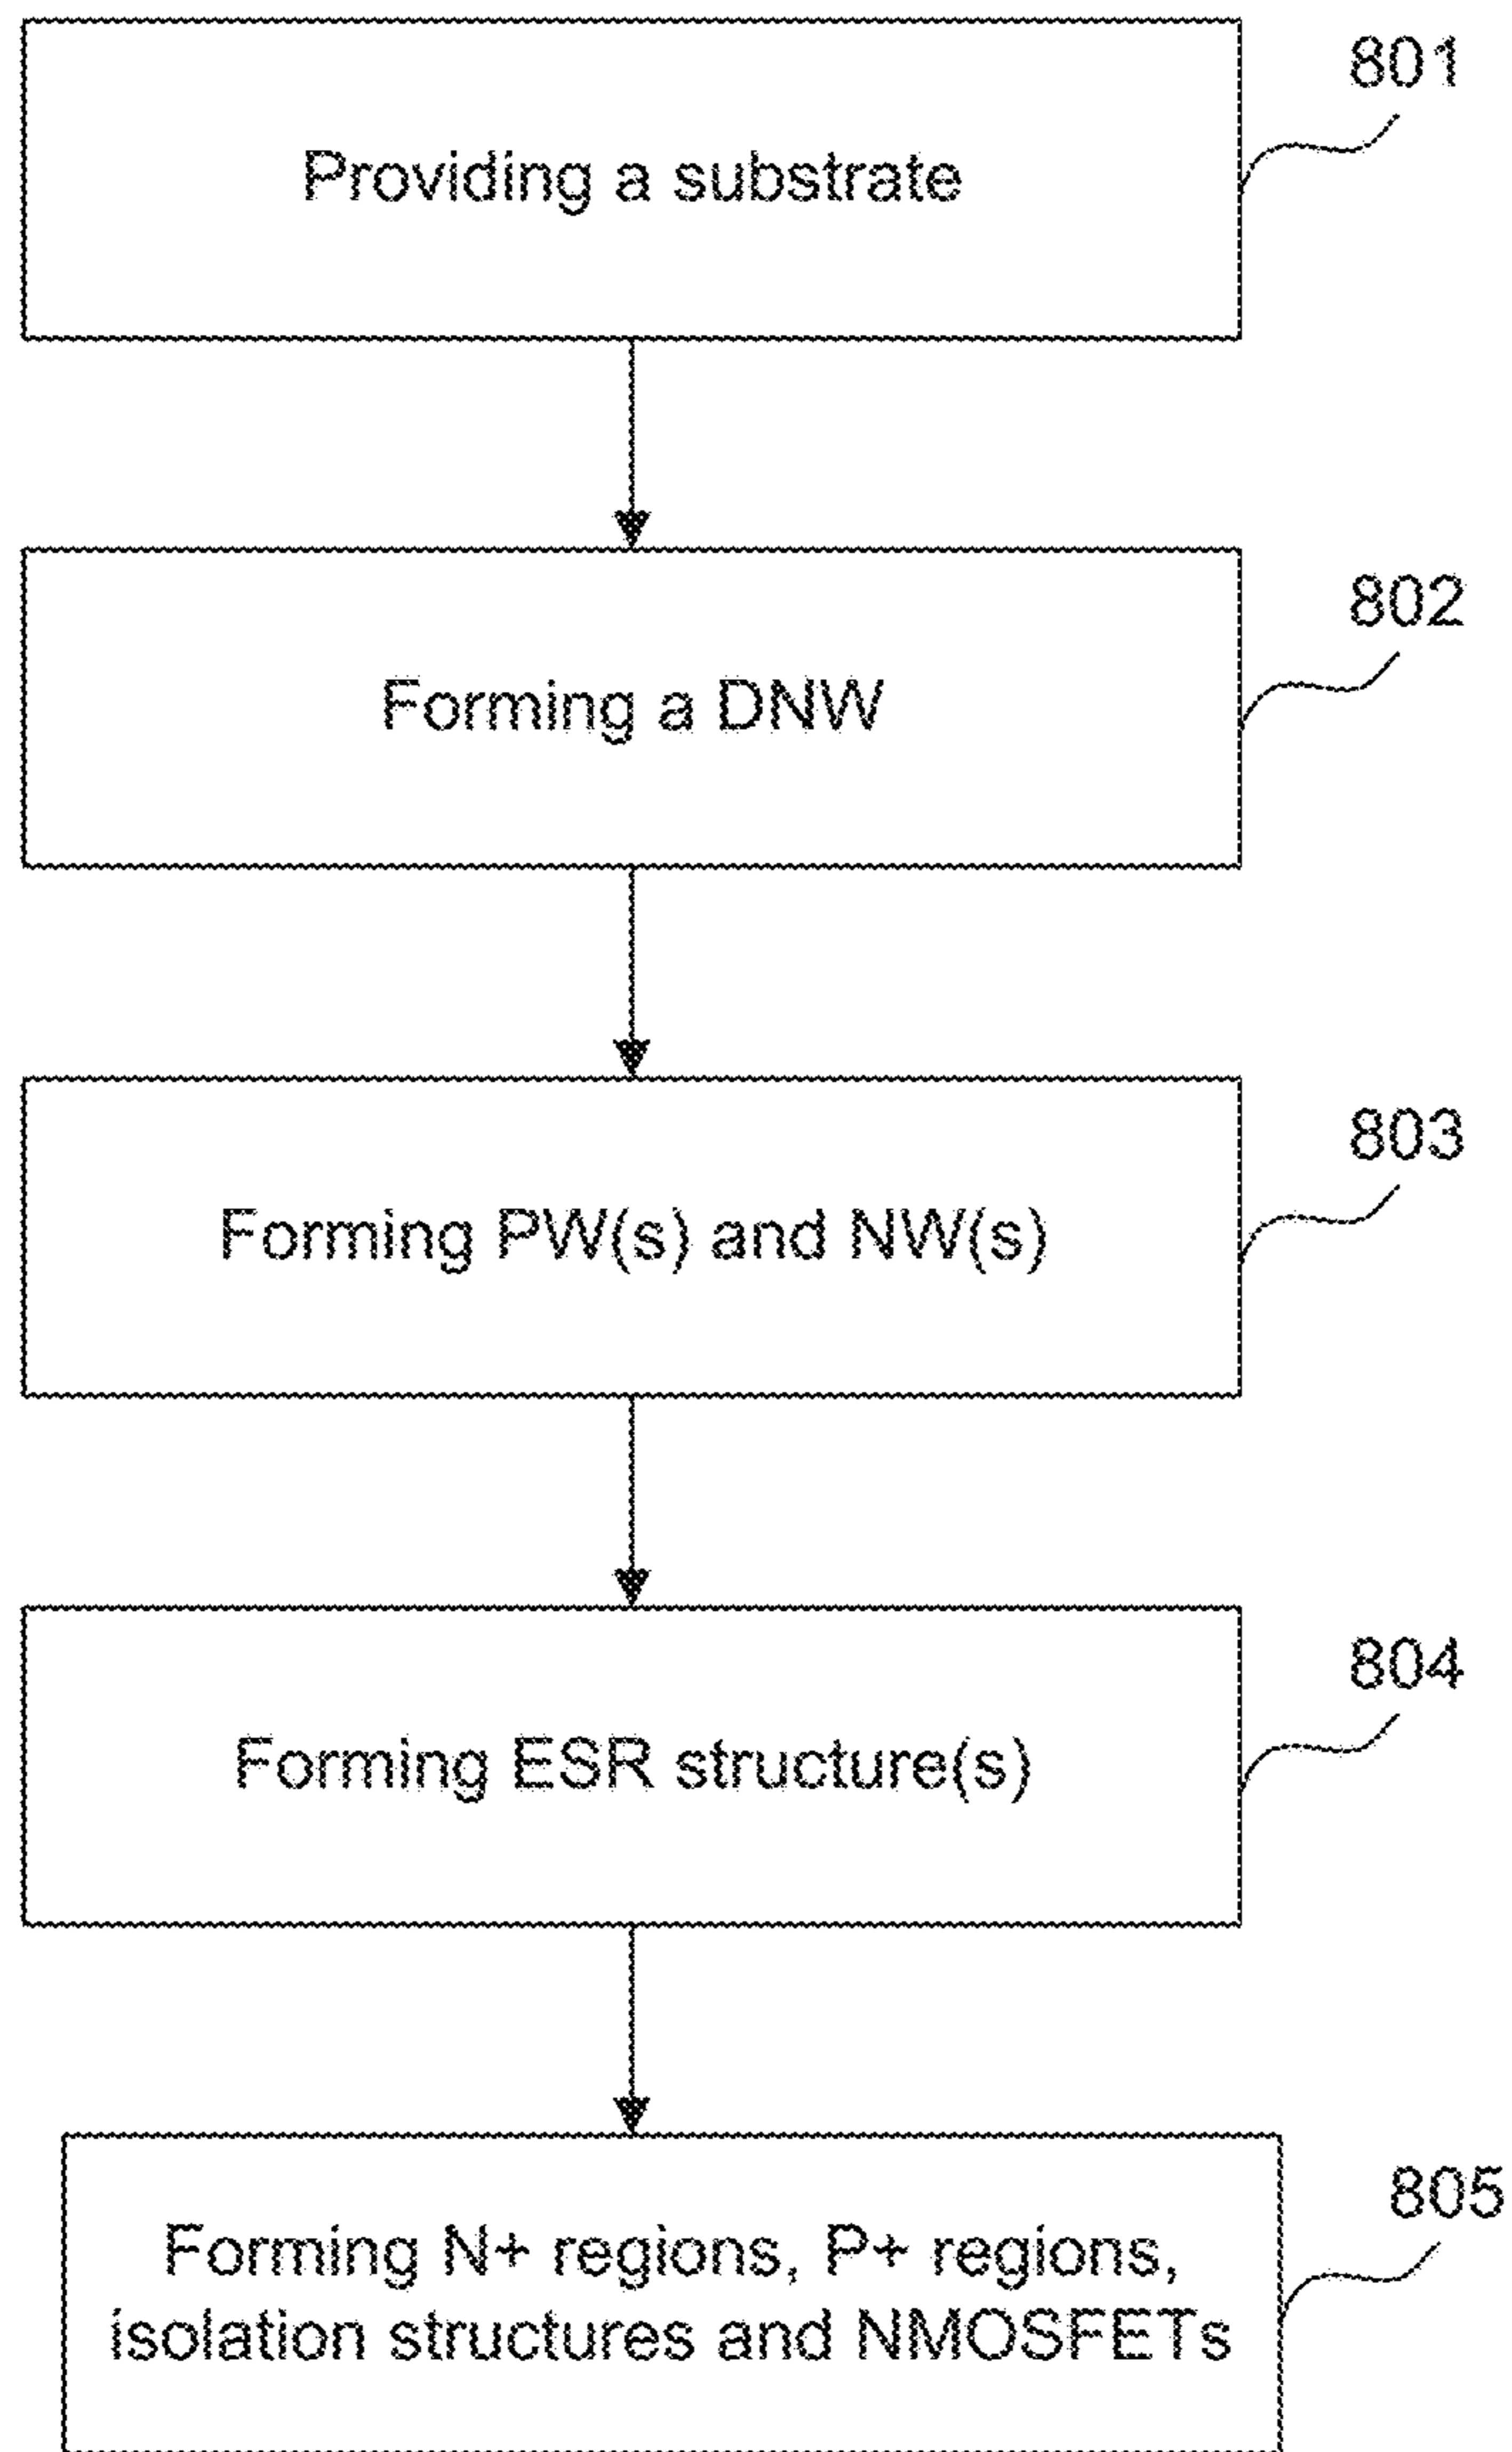 801
Providing a substrate
802
Forming a DNW
803
Forming PW(s) and NW(s)
804
Forming ESR structure(s)
805
Forming N+ regions, P+ regions,
isolation structures and NMOSFETs